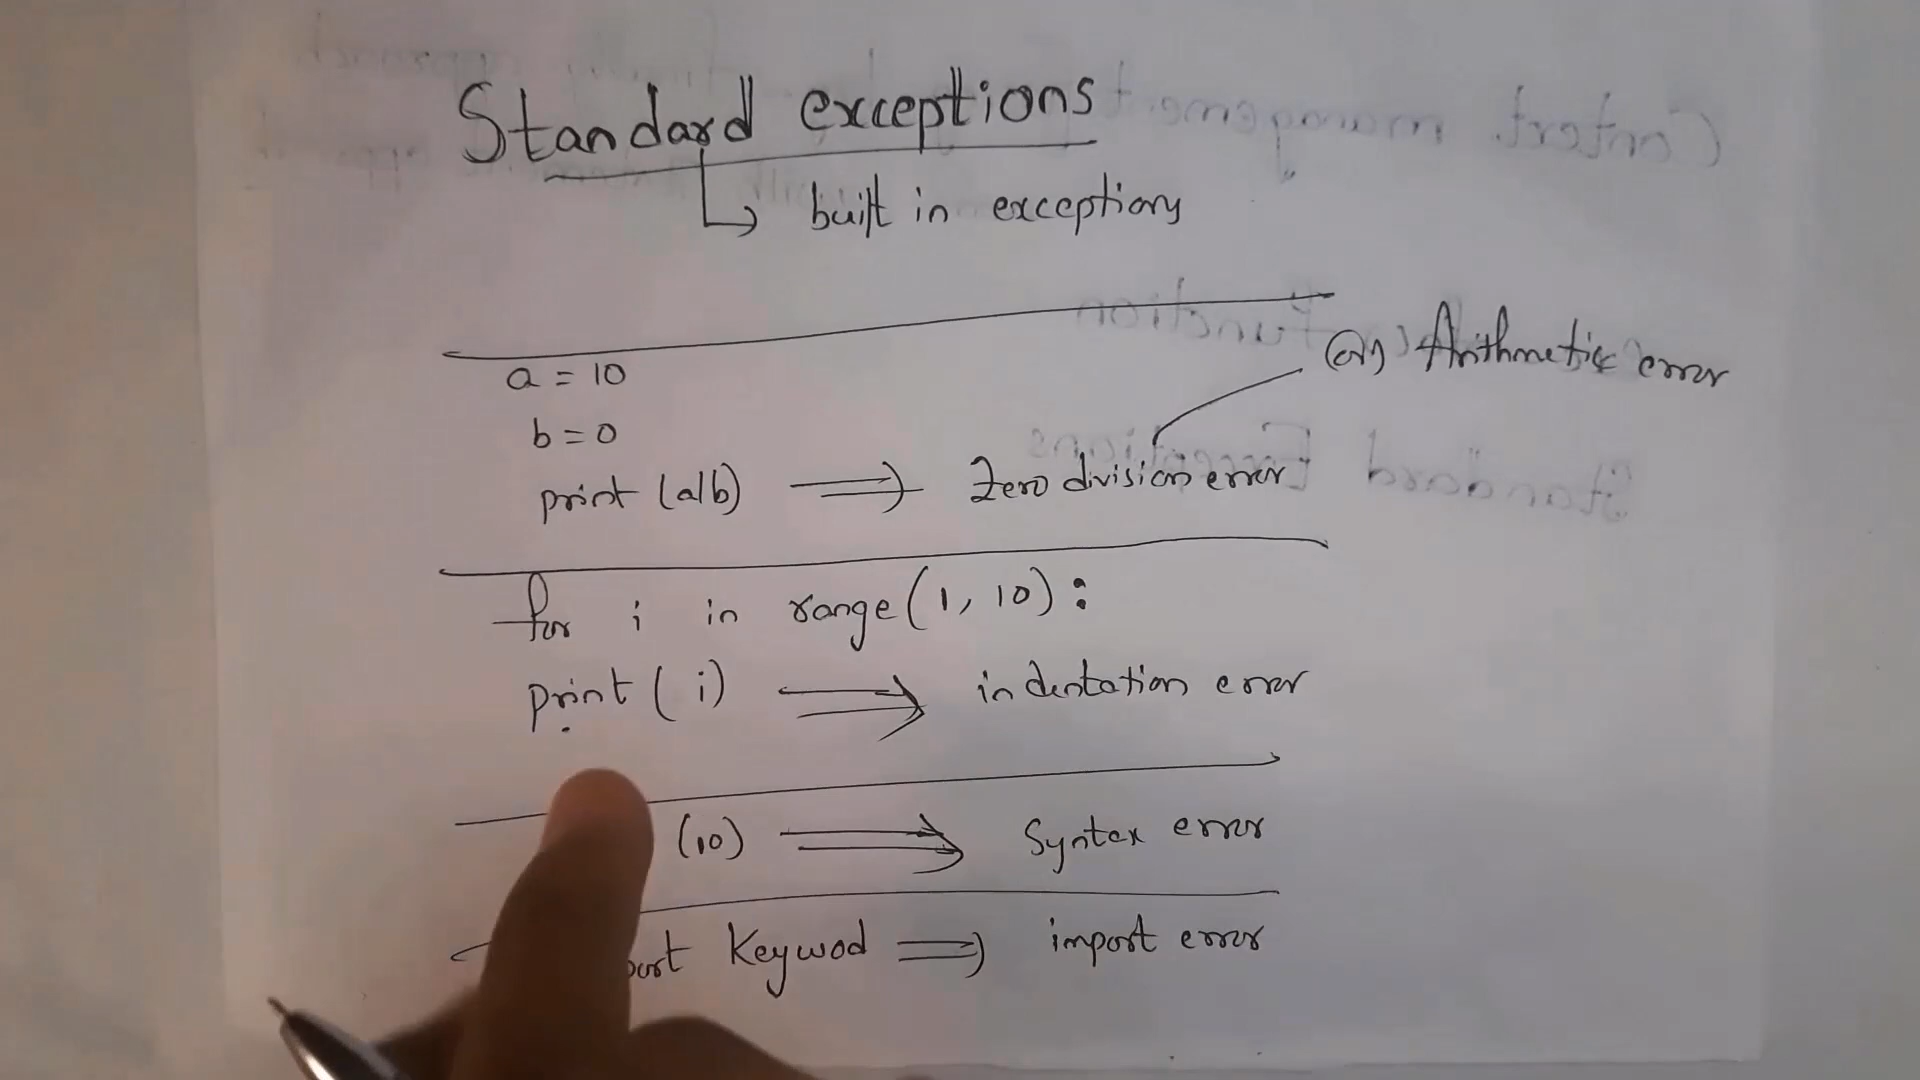 Standard exceptions
built in exceptions
(or) Arithmetic error
a = 10
b = 0
print (a/b) ⟹ Zero division error
for i in range (1, 10) :
print ( i ) ⟹ indentation error
(10) ⟹ Syntax error
Keywod ⟹ import error